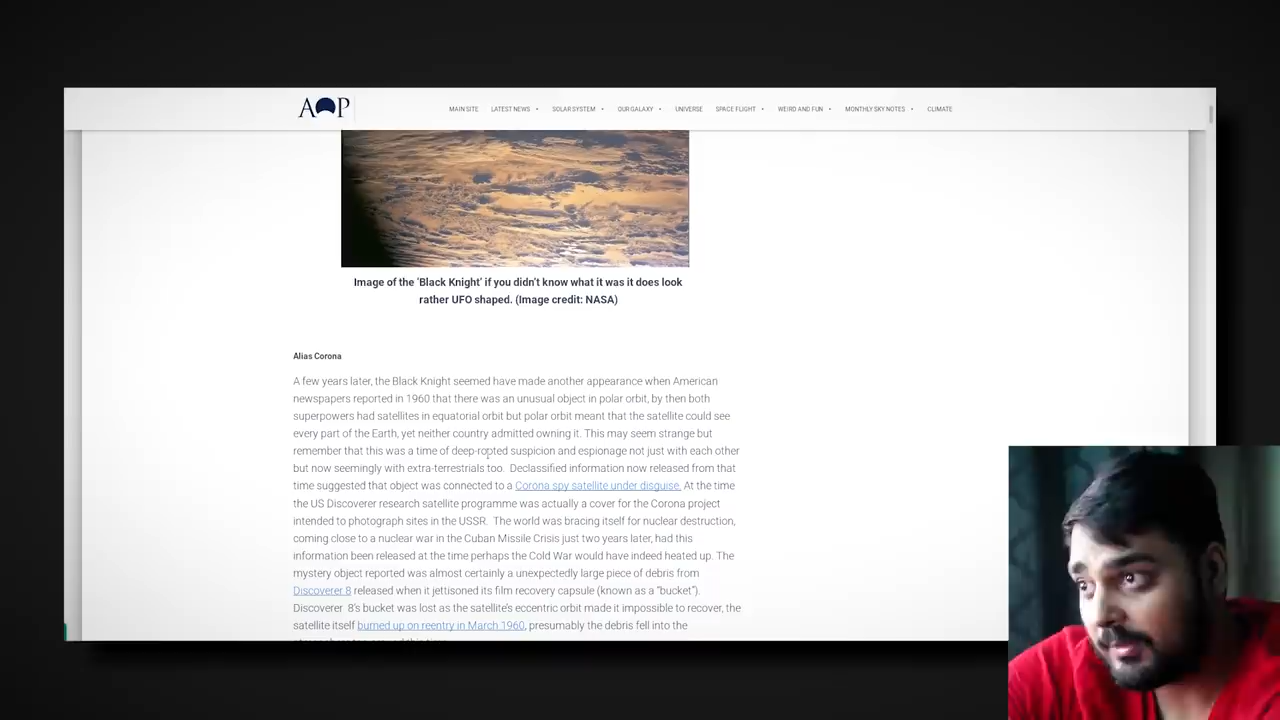 AOP
MAIN SITE LATEST NEWS SOLAR SYSTEM OUR GALAXY UNIVERSE SPACE FLIGHT WEIRD AND FUN MONTHLY SKY NOTES CLIMATE
Image of the ‘Black Knight’ if you didn’t know what it was it does look
rather UFO shaped. (Image credit: NASA)
Alias Corona
A few years later, the Black Knight seemed have made another appearance when American
newspapers reported in 1960 that there was an unusual object in polar orbit, by then both
superpowers had satellites in equatorial orbit but polar orbit meant that the satellite could see
every part of the Earth, yet neither country admitted owning it. This may seem strange but
remember that this was a time of deep-rooted suspicion and espionage not just with each other
but now seemingly with extra-terrestrials too. Declassified information now released from that
time suggested that object was connected to a Corona spy satellite under disguise. At the time
the US Discoverer research satellite programme was actually a cover for the Corona project
intended to photograph sites in the USSR. The world was bracing itself for nuclear destruction,
coming close to a nuclear war in the Cuban Missile Crisis just two years later, had this
information been released at the time perhaps the Cold War would have indeed heated up. The
mystery object reported was almost certainly a unexpectedly large piece of debris from
Discoverer 8 released when it jettisoned its film recovery capsule (known as a “bucket”).
Discoverer 8’s bucket was lost as the satellite’s eccentric orbit made it impossible to recover, the
satellite itself burned up on reentry in March 1960, presumably the debris fell into the